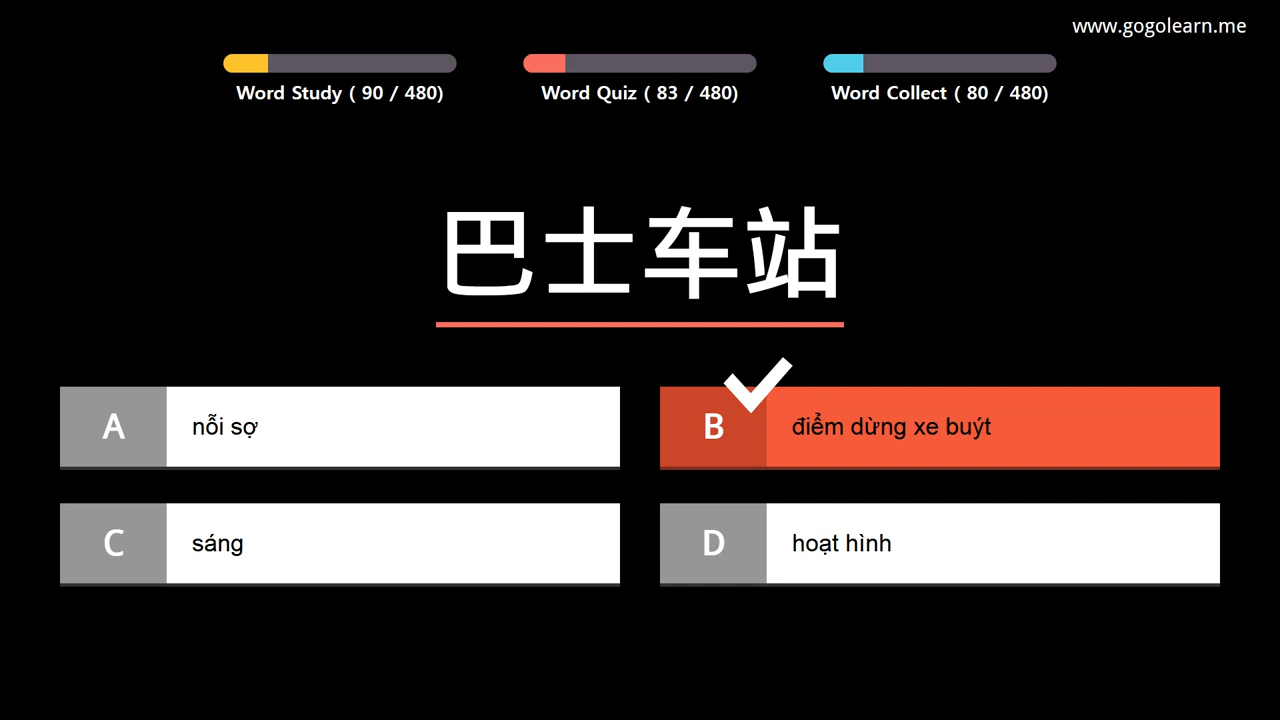 www.gogolearn.me
Word Study ( 90 / 480)
Word Quiz ( 83 / 480)
Word Collect ( 80 / 480)
巴士车站
A
nỗi sợ
B
điểm dừng xe buýt
C
sáng
D
hoạt hình